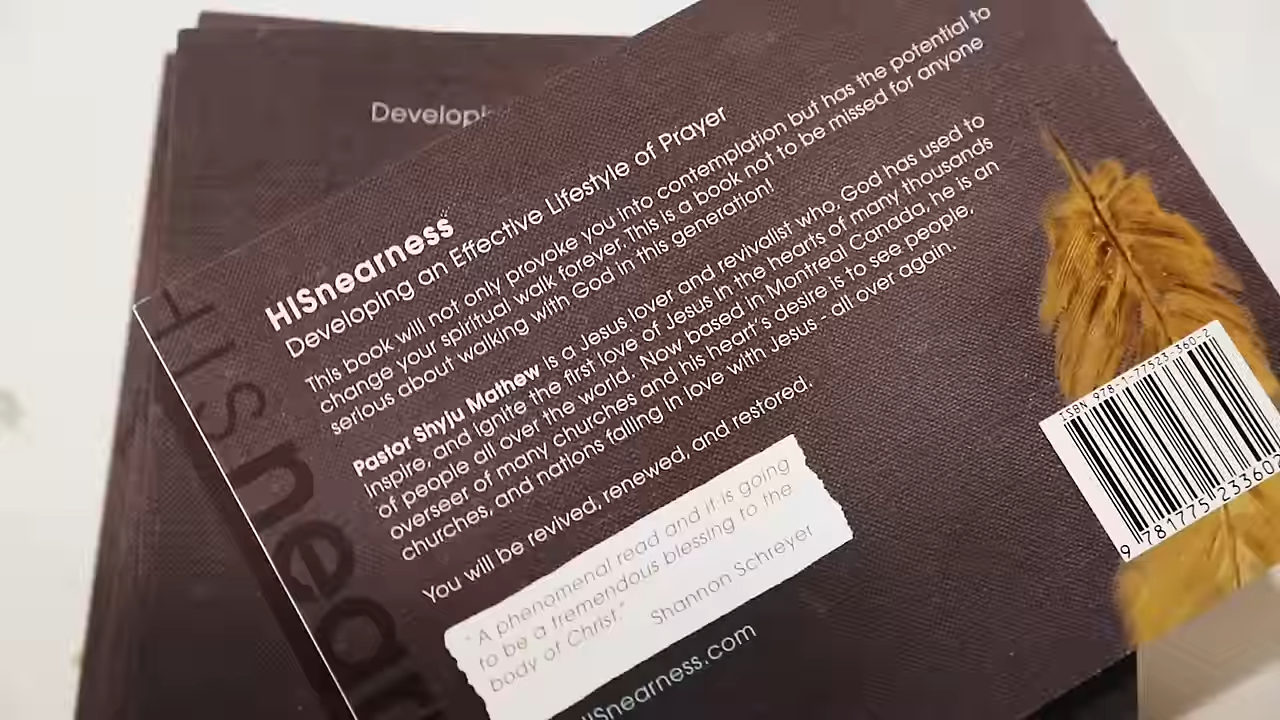 Developi
HISnearness
Developing an Effective Lifestyle of Prayer
This book will not only provoke you into contemplation but has the potential to
change your spiritual walk forever. This is a book not to be missed for anyone
serious about walking with God in this generation!
Pastor Shyju Mathew is a Jesus lover and revivalist who, God has used to
inspire, and ignite the first love of Jesus in the hearts of many thousands
of people all over the world. Now based in Montreal Canada, he is an
overseer of many churches and his heart's desire is to see people,
churches, and nations falling in love with Jesus - all over again.
You will be revived, renewed, and restored.
"A phenomenal read and it is going
to be a tremendous blessing to the
body of Christ." Shannon Schreyer
HISnearness.com
HISnear
ISBN 978-1-77523-360-2
9 781775 233602